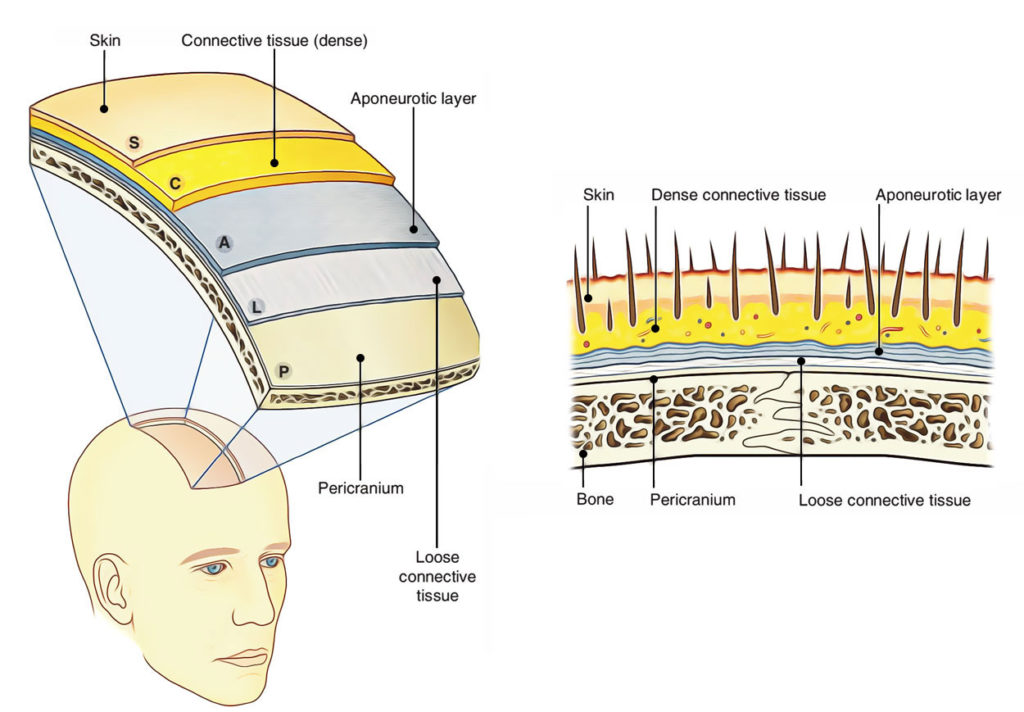 Skin
Connective tissue (dense)
Aponeurotic layer
S
C
A
L
P
Pericranium
Loose
connective
tissue
Skin
Dense connective tissue
Aponeurotic layer
Bone
Pericranium
Loose connective tissue